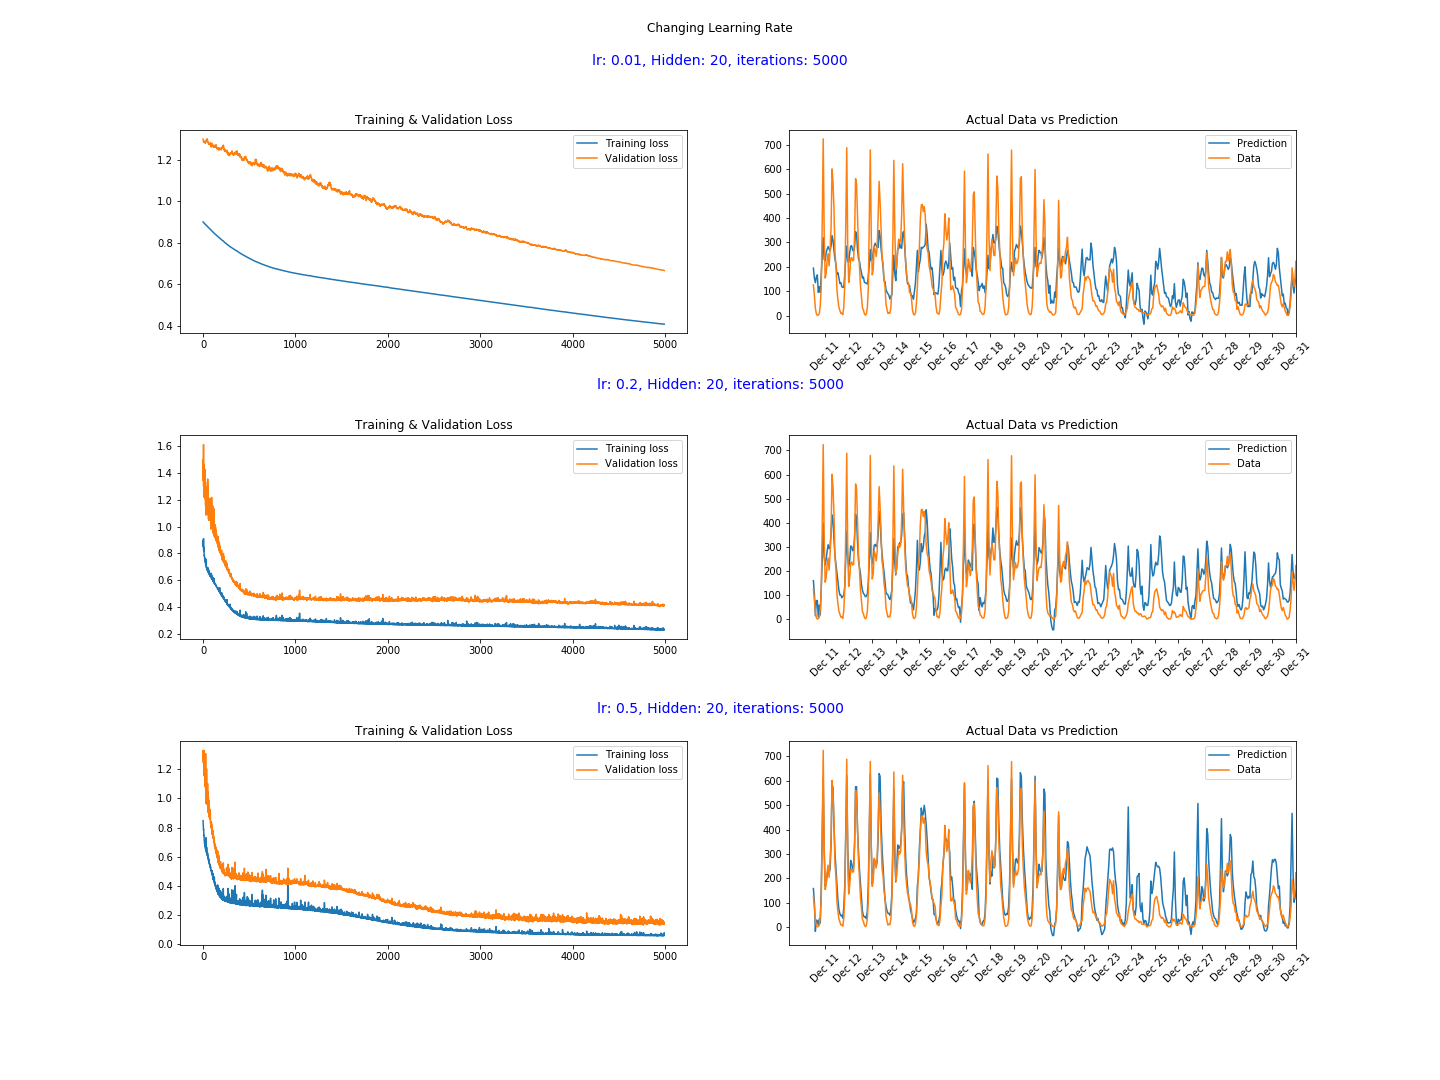 Changing Learning Rate
lr: 0.01, Hidden: 20, iterations: 5000
Training & Validation Loss
Training loss
Validation loss
1.2
1.0
0.8
0.6
0.4
0 1000 2000 3000 4000 5000
Actual Data vs Prediction
Prediction
Data
700
600
500
400
300
200
100
0
Dec 11 Dec 12 Dec 13 Dec 14 Dec 15 Dec 16 Dec 17 Dec 18 Dec 19 Dec 20 Dec 21 Dec 22 Dec 23 Dec 24 Dec 25 Dec 26 Dec 27 Dec 28 Dec 29 Dec 30 Dec 31
lr: 0.2, Hidden: 20, iterations: 5000
Training & Validation Loss
Training loss
Validation loss
1.6
1.4
1.2
1.0
0.8
0.6
0.4
0.2
0 1000 2000 3000 4000 5000
Actual Data vs Prediction
Prediction
Data
700
600
500
400
300
200
100
0
Dec 11 Dec 12 Dec 13 Dec 14 Dec 15 Dec 16 Dec 17 Dec 18 Dec 19 Dec 20 Dec 21 Dec 22 Dec 23 Dec 24 Dec 25 Dec 26 Dec 27 Dec 28 Dec 29 Dec 30 Dec 31
lr: 0.5, Hidden: 20, iterations: 5000
Training & Validation Loss
Training loss
Validation loss
1.2
1.0
0.8
0.6
0.4
0.2
0.0
0 1000 2000 3000 4000 5000
Actual Data vs Prediction
Prediction
Data
700
600
500
400
300
200
100
0
Dec 11 Dec 12 Dec 13 Dec 14 Dec 15 Dec 16 Dec 17 Dec 18 Dec 19 Dec 20 Dec 21 Dec 22 Dec 23 Dec 24 Dec 25 Dec 26 Dec 27 Dec 28 Dec 29 Dec 30 Dec 31